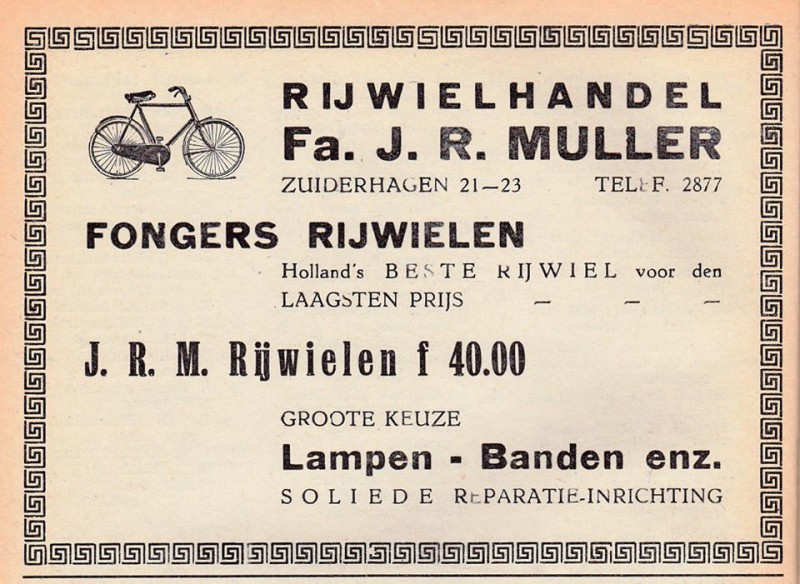 RIJWIELHANDEL
Fa. J. R. MULLER
ZUIDERHAGEN 21—23 TELEF. 2877
FONGERS RIJWIELEN
Holland's BESTE RIJWIEL voor den
LAAGSTEN PRIJS — — —
J. R. M. Rijwielen f 40.00
GROOTE KEUZE
Lampen - Banden enz.
SOLIEDE REPARATIE-INRICHTING